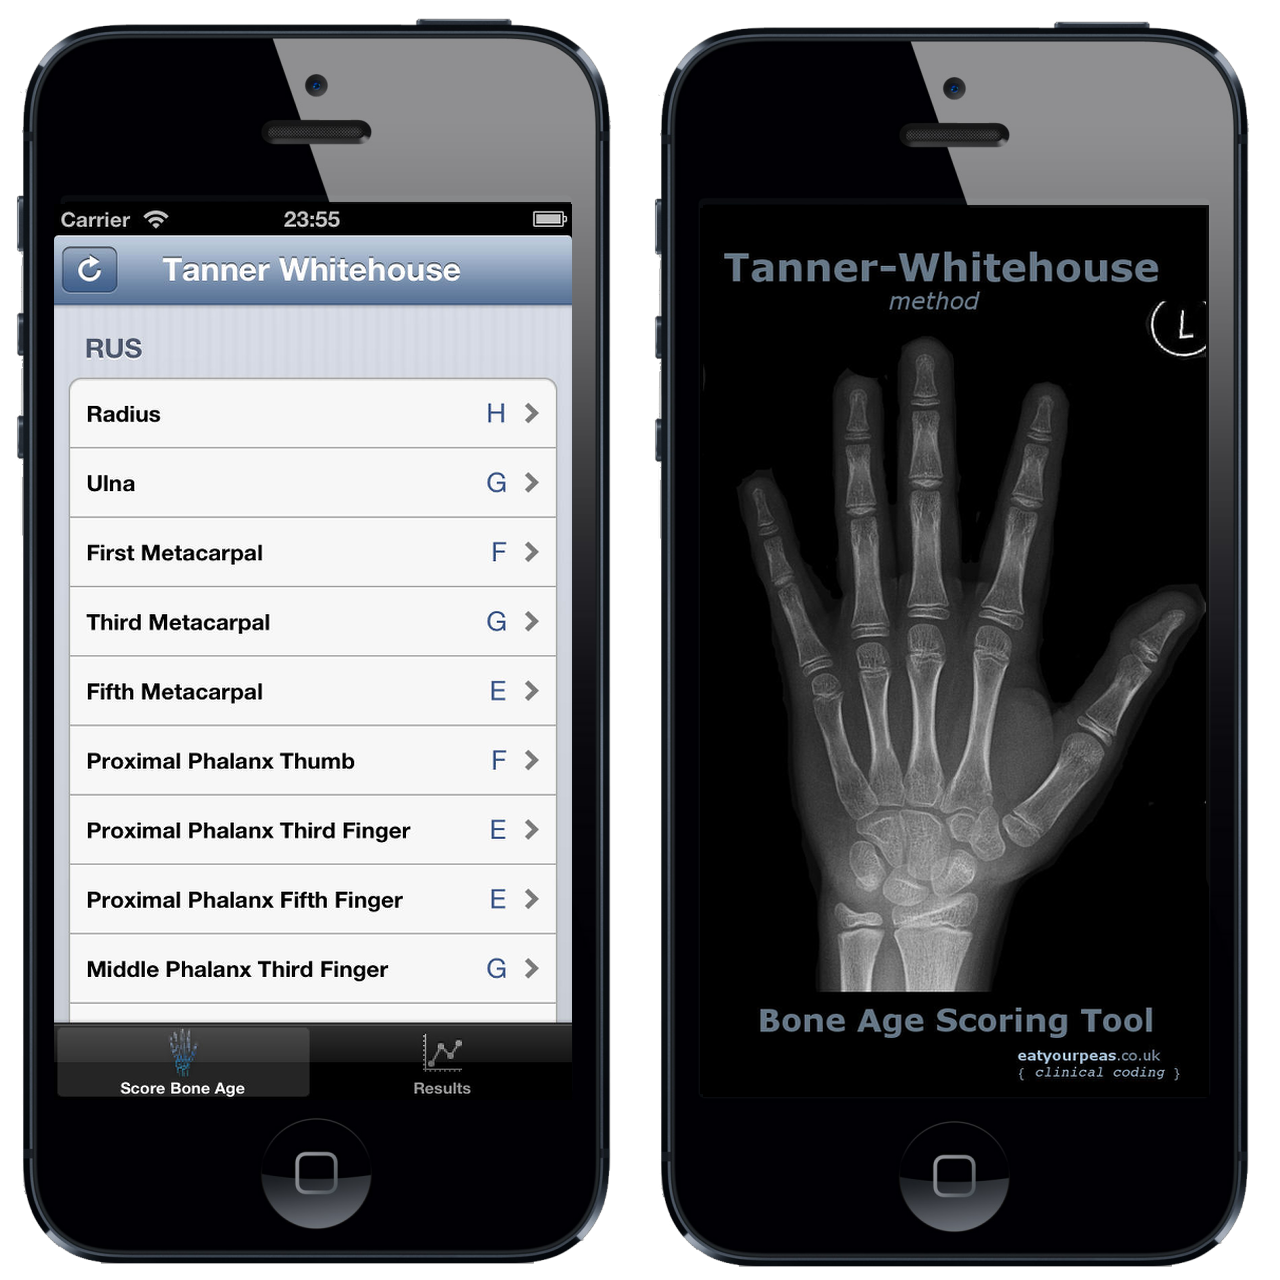 Carrier 23:55
Tanner Whitehouse
RUS
Radius H
Ulna G
First Metacarpal F
Third Metacarpal G
Fifth Metacarpal E
Proximal Phalanx Thumb F
Proximal Phalanx Third Finger E
Proximal Phalanx Fifth Finger E
Middle Phalanx Third Finger G
Score Bone Age
Results
Tanner-Whitehouse
method
L
Bone Age Scoring Tool
eatyourpeas.co.uk
{ clinical coding }